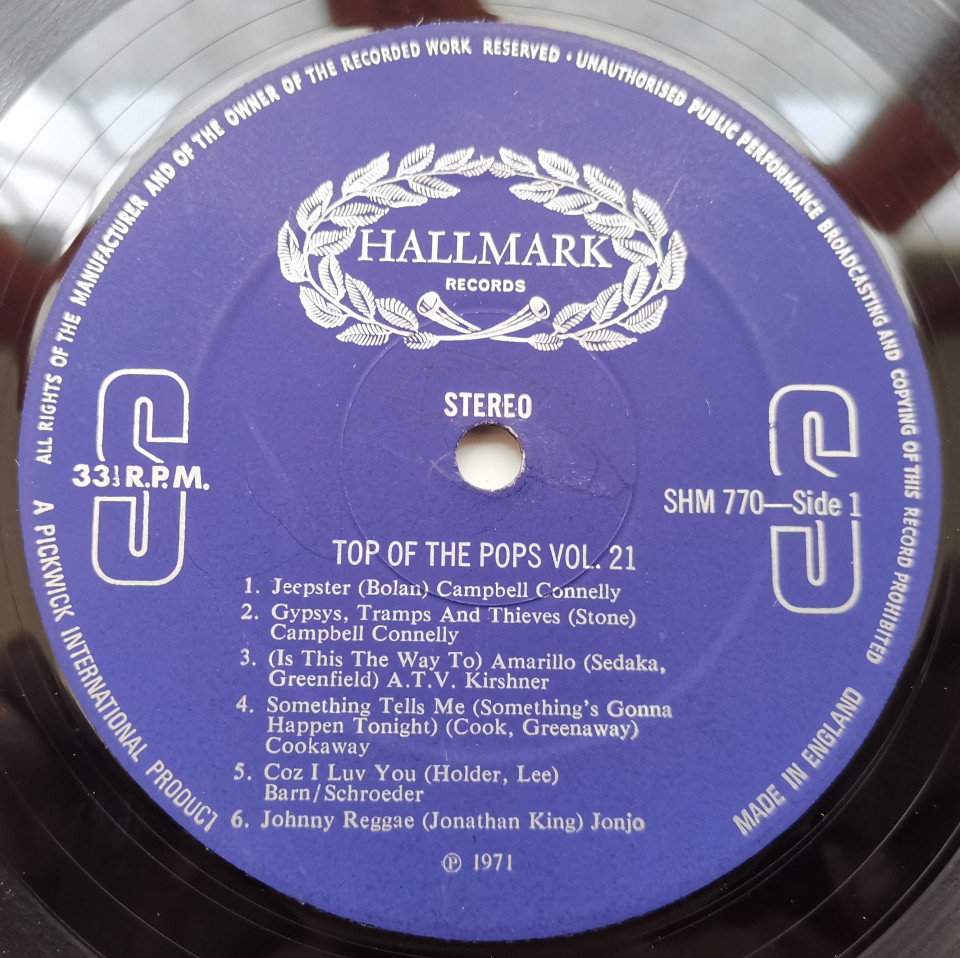 ALL RIGHTS OF THE MANUFACTURER AND OF THE OWNER OF THE RECORDED WORK RESERVED • UNAUTHORISED PUBLIC PERFORMANCE BROADCASTING AND COPYING OF THIS RECORD PROHIBITED
HALLMARK
RECORDS
STEREO
33⅓ R.P.M.
SHM 770—Side 1
TOP OF THE POPS VOL. 21
1. Jeepster (Bolan) Campbell Connelly
2. Gypsys, Tramps And Thieves (Stone)
Campbell Connelly
3. (Is This The Way To) Amarillo (Sedaka,
Greenfield) A.T.V. Kirshner
4. Something Tells Me (Something's Gonna
Happen Tonight) (Cook, Greenaway)
Cookaway
5. Coz I Luv You (Holder, Lee)
Barn/Schroeder
6. Johnny Reggae (Jonathan King) Jonjo
℗ 1971
A PICKWICK INTERNATIONAL PRODUCT
MADE IN ENGLAND